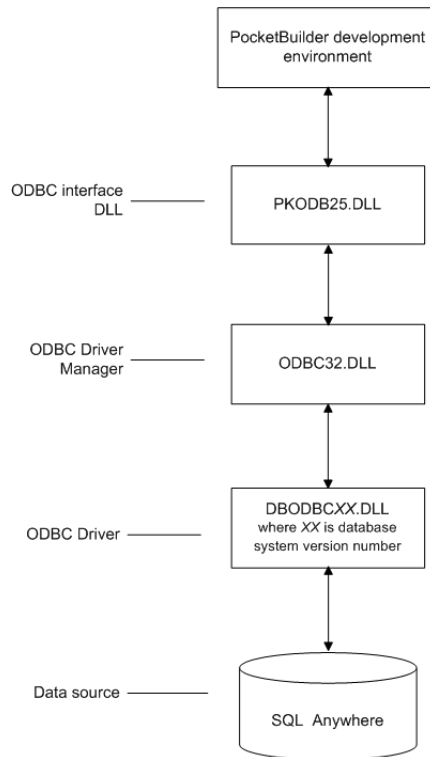 PocketBuilder development
environment
ODBC interface
DLL
PKODB25.DLL
ODBC Driver
Manager
ODBC32.DLL
ODBC Driver
DBODBCXX.DLL
where XX is database
system version number
Data source
SQL Anywhere